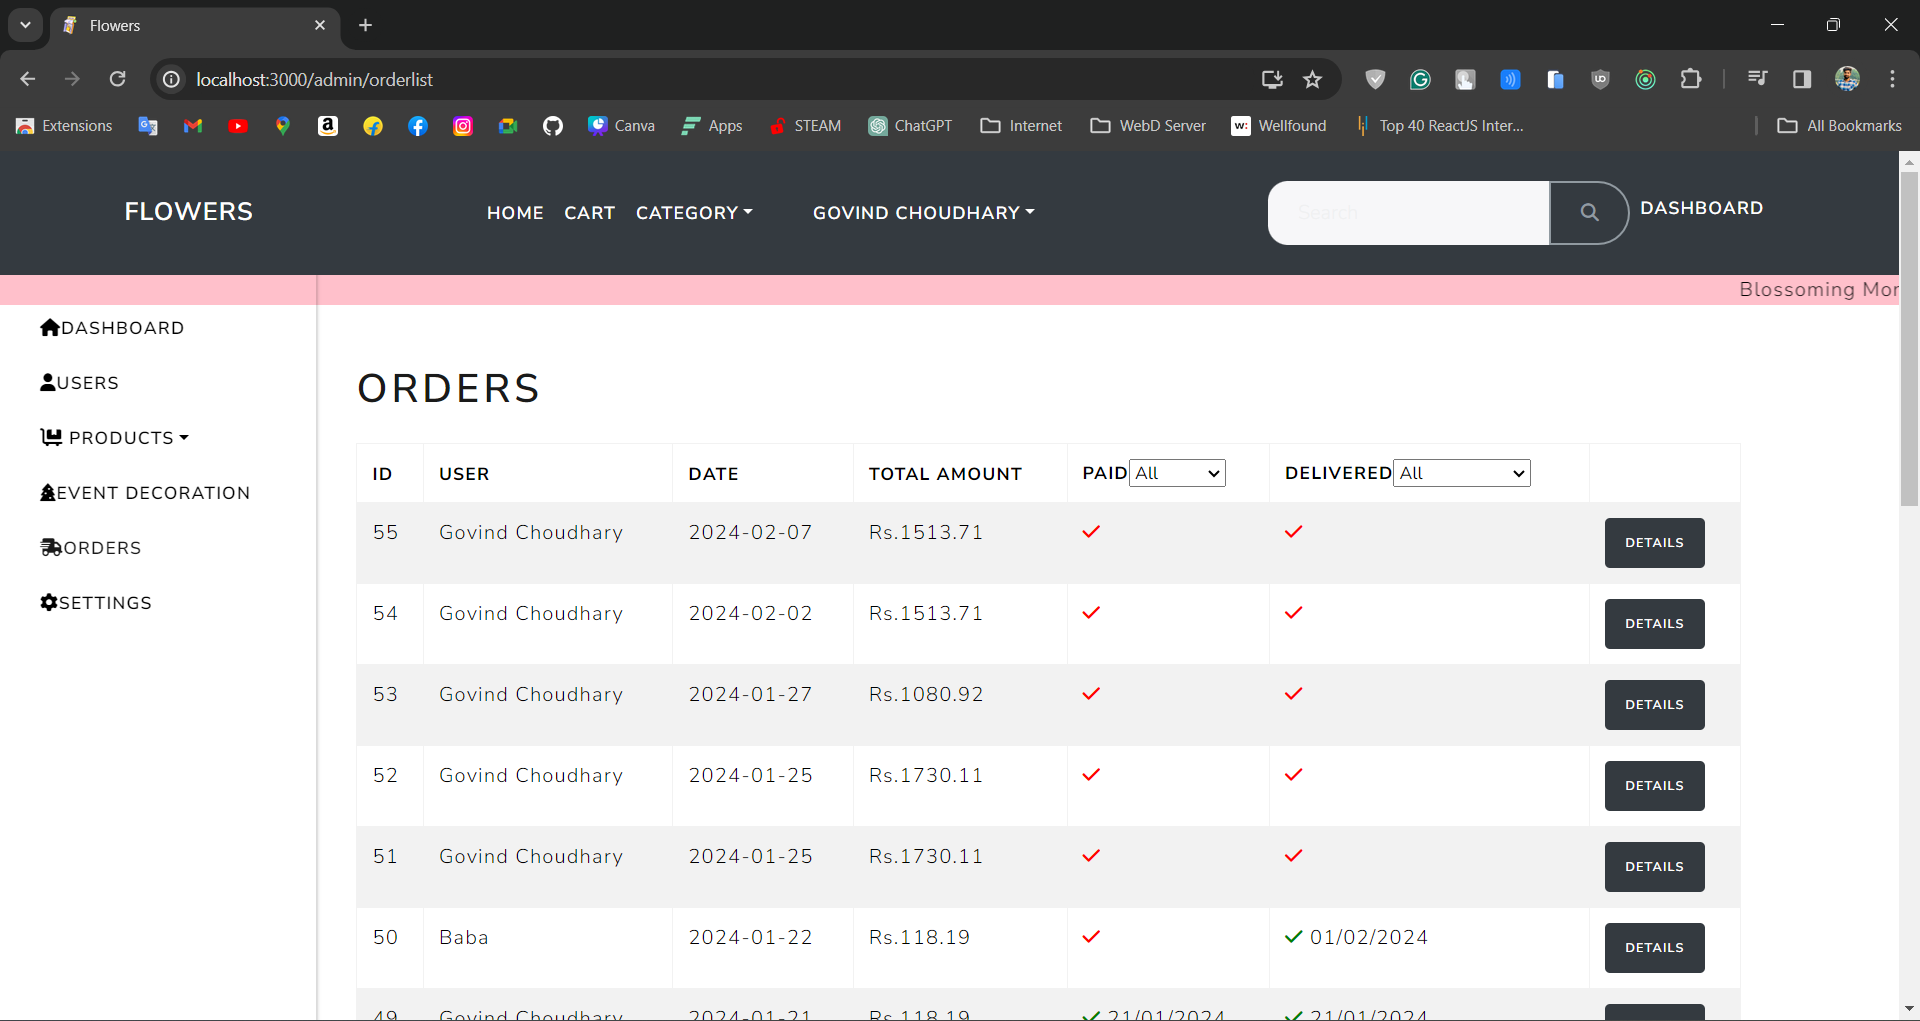 Flowers
localhost:3000/admin/orderlist
Extensions Canva Apps STEAM ChatGPT Internet WebD Server Wellfound Top 40 ReactJS Inter... All Bookmarks
FLOWERS HOME CART CATEGORY GOVIND CHOUDHARY Search DASHBOARD
Blossoming Mor
DASHBOARD
USERS
PRODUCTS
EVENT DECORATION
ORDERS
SETTINGS
ORDERS
ID USER DATE TOTAL AMOUNT PAID All DELIVERED All
55 Govind Choudhary 2024-02-07 Rs.1513.71 DETAILS
54 Govind Choudhary 2024-02-02 Rs.1513.71 DETAILS
53 Govind Choudhary 2024-01-27 Rs.1080.92 DETAILS
52 Govind Choudhary 2024-01-25 Rs.1730.11 DETAILS
51 Govind Choudhary 2024-01-25 Rs.1730.11 DETAILS
50 Baba 2024-01-22 Rs.118.19 01/02/2024 DETAILS
49 Govind Choudhary 2024-01-21 Rs.118.19 21/01/2024 21/01/2024